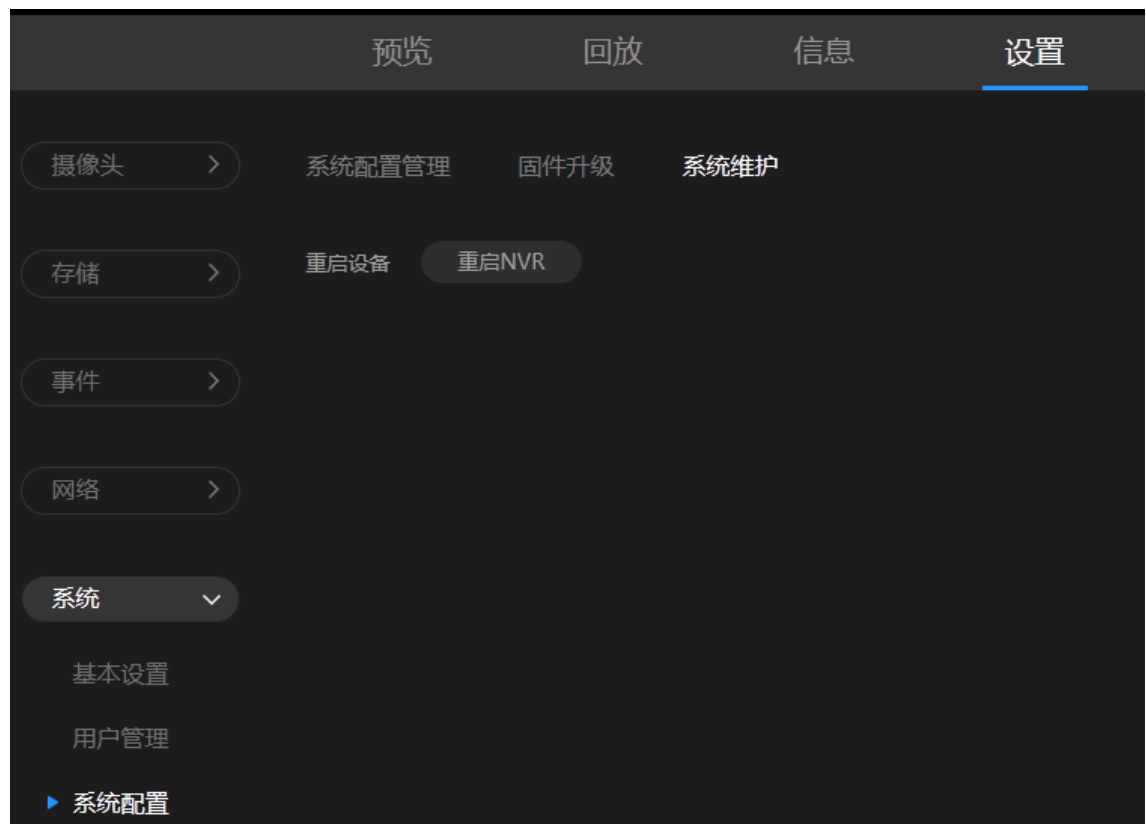 预览 回放 信息 设置
摄像头 系统配置管理 固件升级 系统维护
存储 重启设备 重启NVR
事件
网络
系统
基本设置
用户管理
系统配置